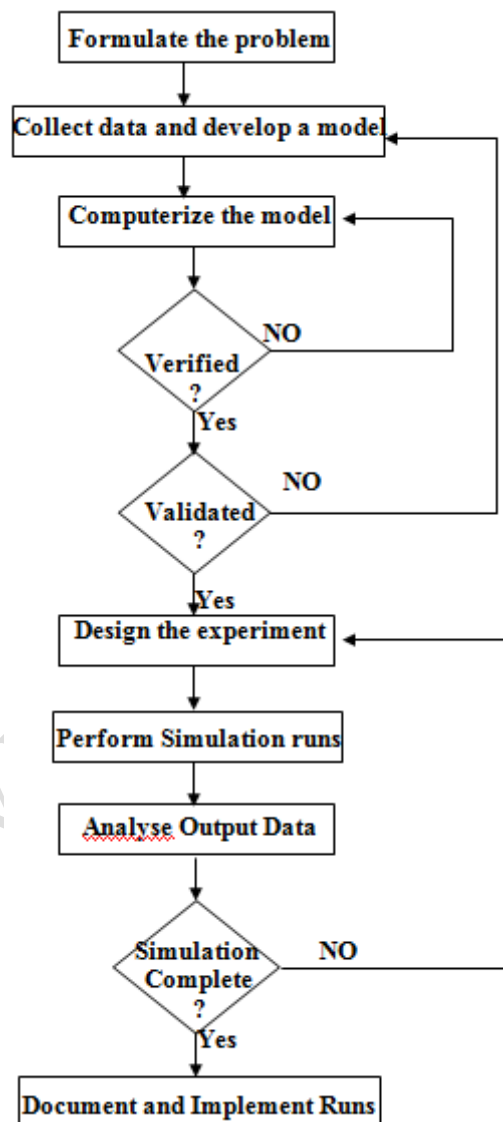 Formulate the problem
Collect data and develop a model
Computerize the model
NO
Verified
?
Yes
NO
Validated
?
Yes
Design the experiment
Perform Simulation runs
Analyse Output Data
Simulation
NO
Complete
?
Yes
Document and Implement Runs